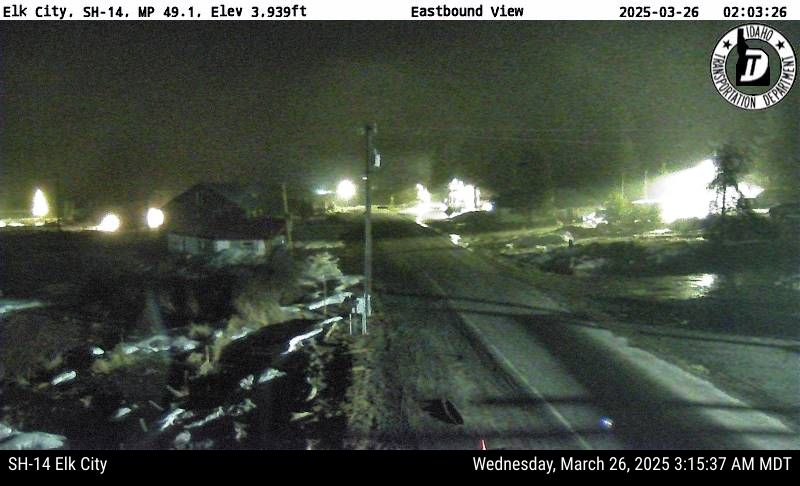 Elk City, SH-14, MP 49.1, Elev 3,939ft Eastbound View 2025-03-26 02:03:26
IDAHO
TRANSPORTATION DEPARTMENT
SH-14 Elk City Wednesday, March 26, 2025 3:15:37 AM MDT